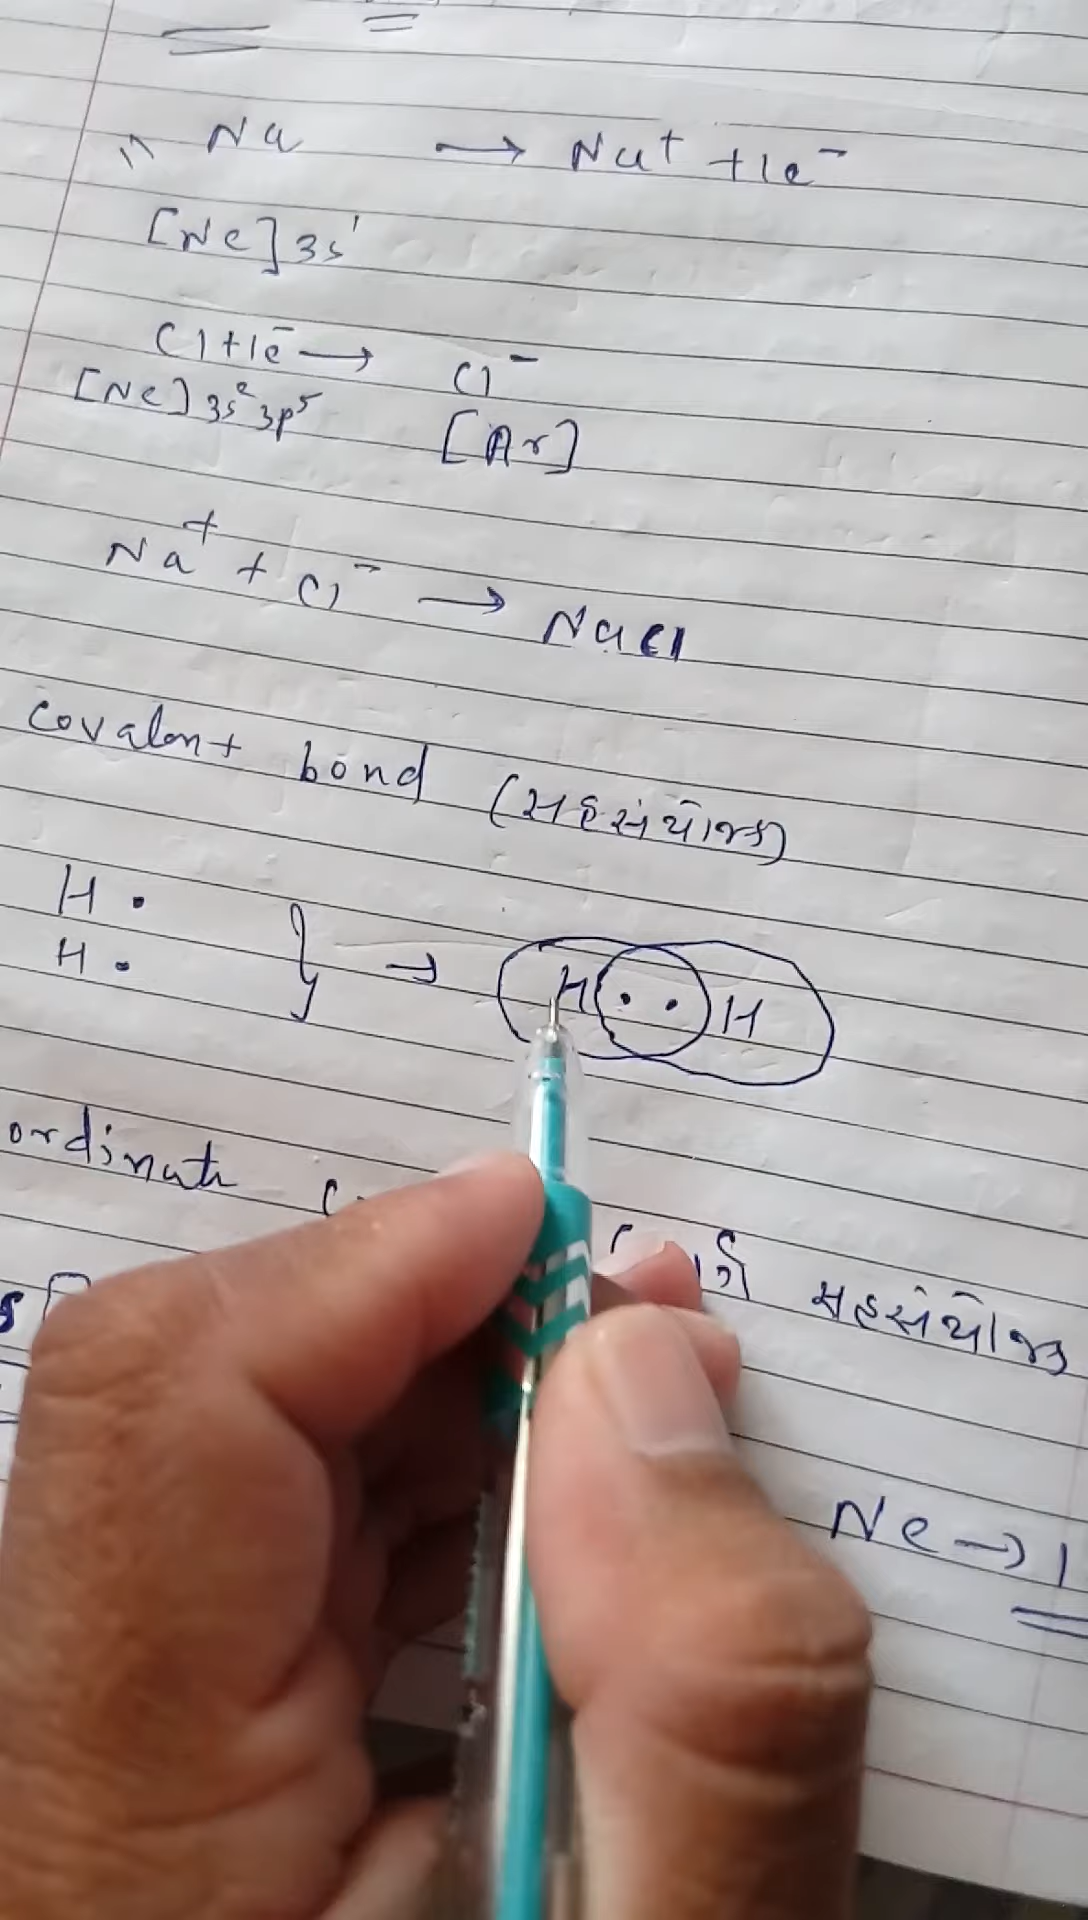 Na → Na⁺ + 1e⁻
[Ne] 3s¹
Cl + 1e⁻ → Cl⁻
[Ne] 3s² 3p⁵ [Ar]
Na⁺ + Cl⁻ → NaCl
covalent bond (સહસંયોજક)
H • } → H • • H
H •
ordinate સહસંયોજક
Ne →